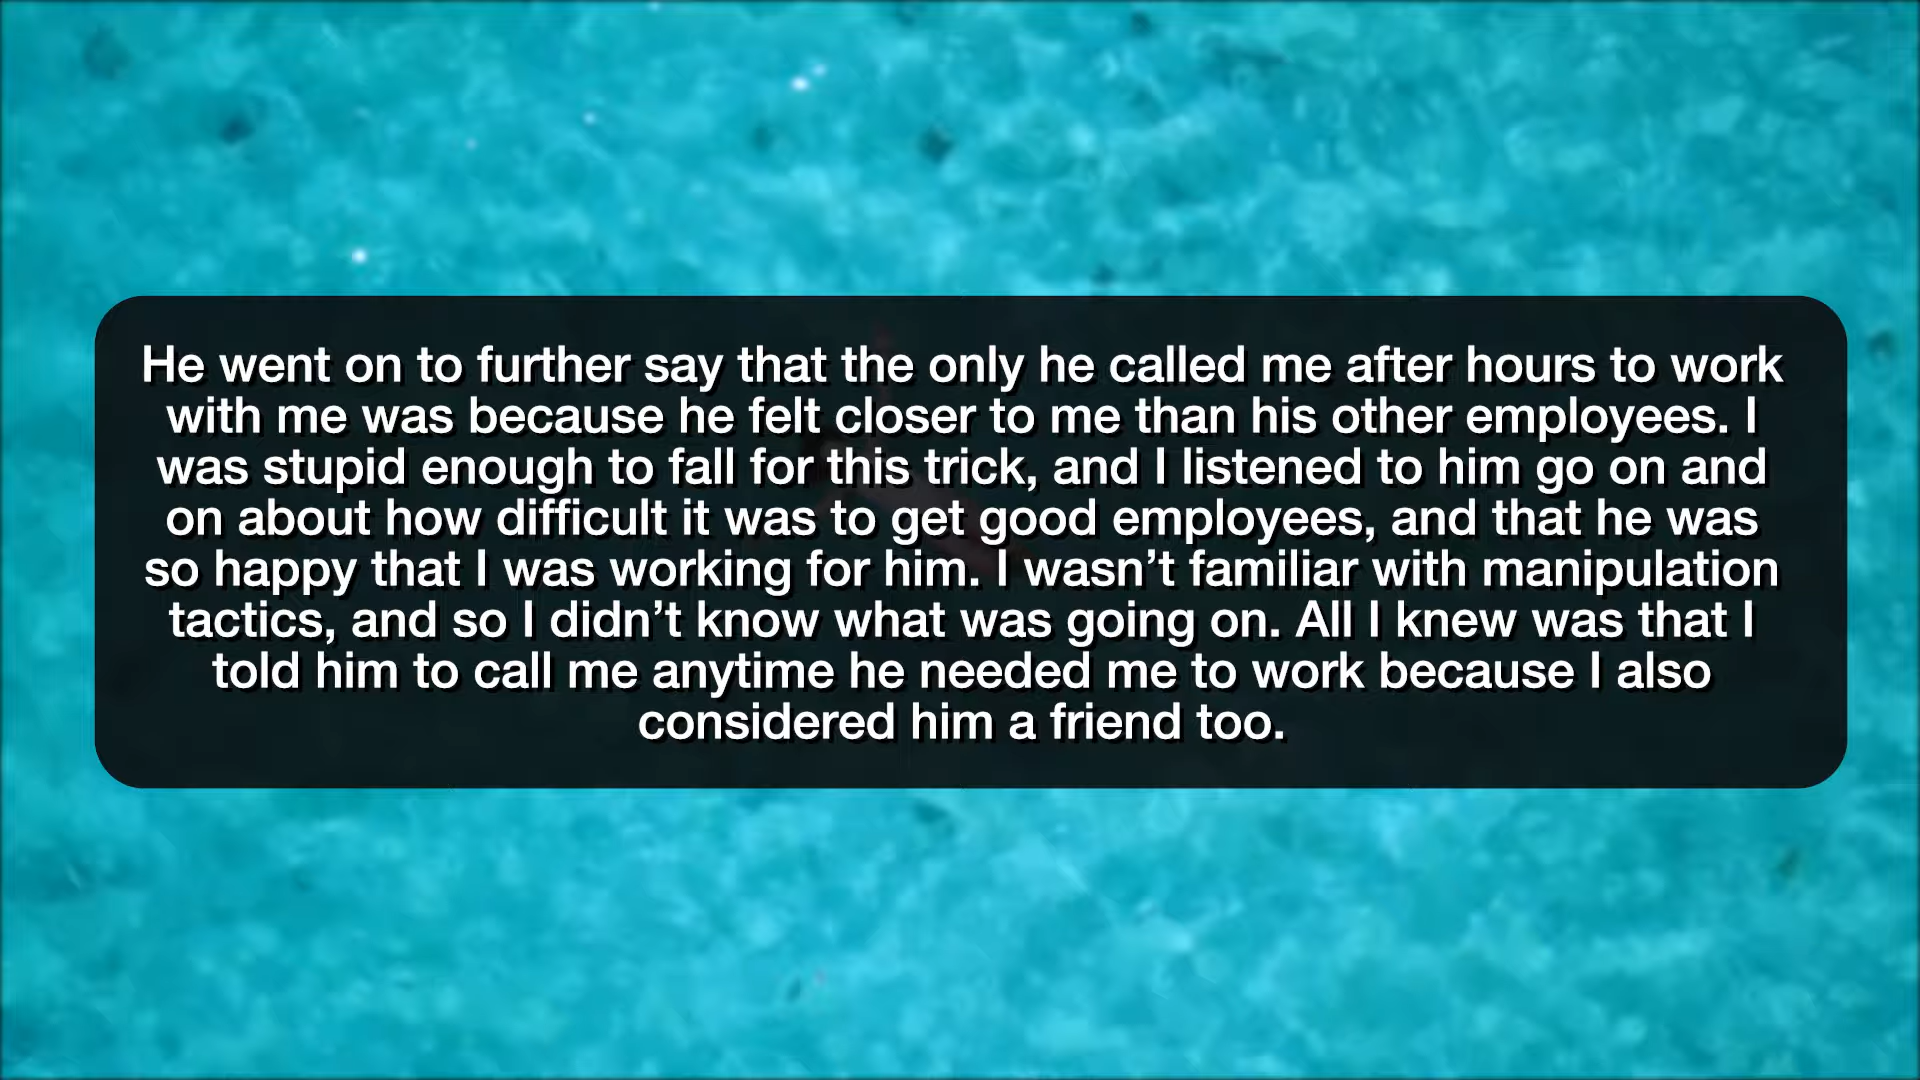 He went on to further say that the only he called me after hours to work
with me was because he felt closer to me than his other employees. I
was stupid enough to fall for this trick, and I listened to him go on and
on about how difficult it was to get good employees, and that he was
so happy that I was working for him. I wasn’t familiar with manipulation
tactics, and so I didn’t know what was going on. All I knew was that I
told him to call me anytime he needed me to work because I also
considered him a friend too.